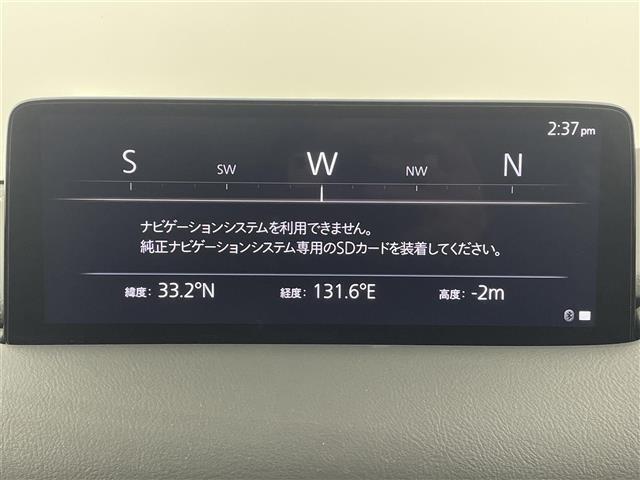 2:37pm
S SW W NW N
ナビゲーションシステムを利用できません。
純正ナビゲーションシステム専用のSDカードを装着してください。
緯度: 33.2°N 経度: 131.6°E 高度: -2m